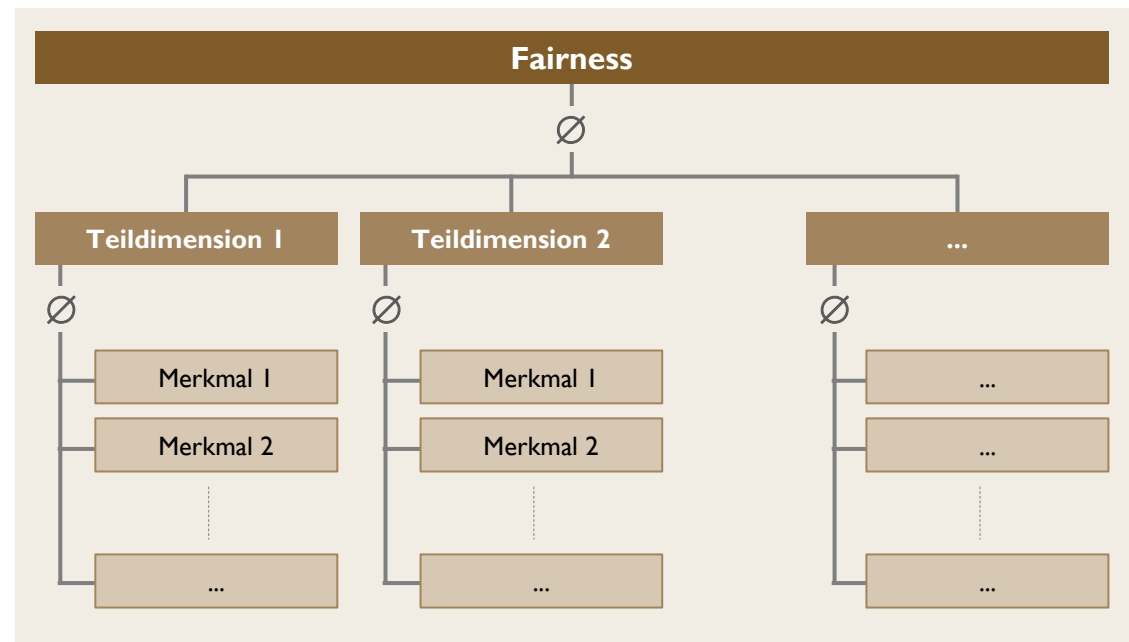 Fairness
Ø
Teildimension 1
Teildimension 2
...
Ø
Ø
Ø
Merkmal 1
Merkmal 1
...
Merkmal 2
Merkmal 2
...
...
...
...